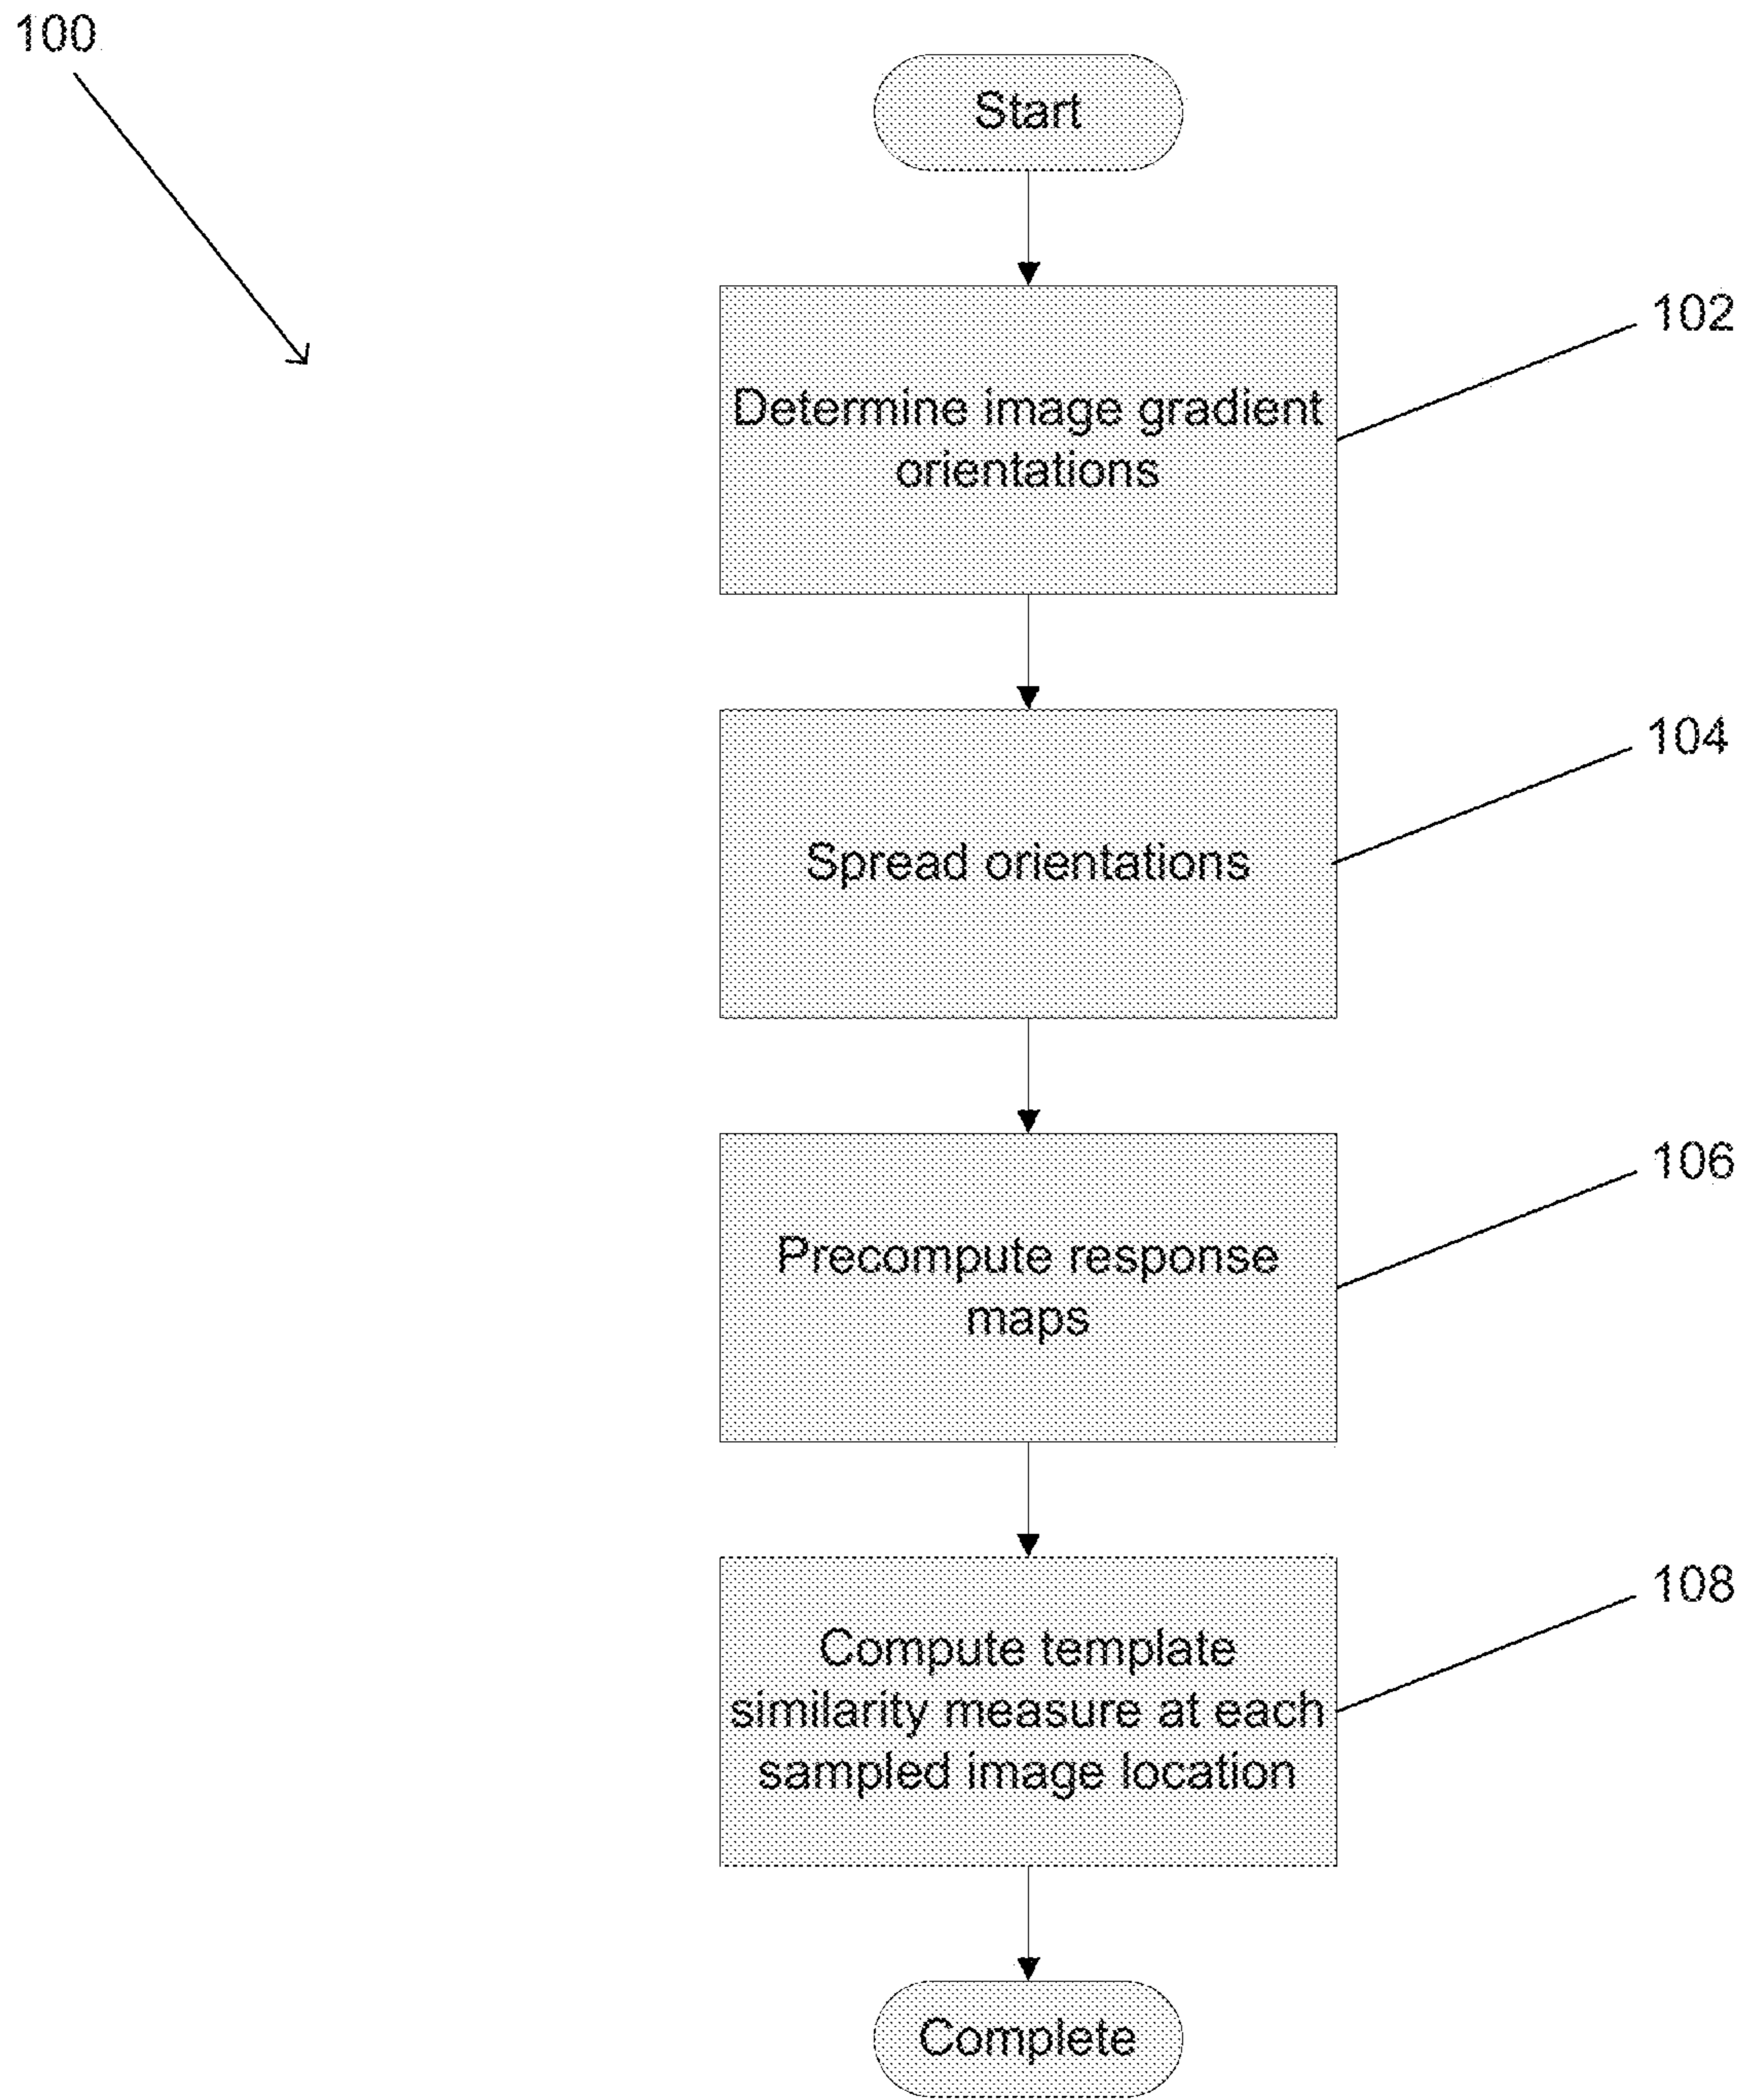 100
Start
102
Determine image gradient
orientations
104
Spread orientations
106
Precompute response
maps
108
Compute template
similarity measure at each
sampled image location
Complete